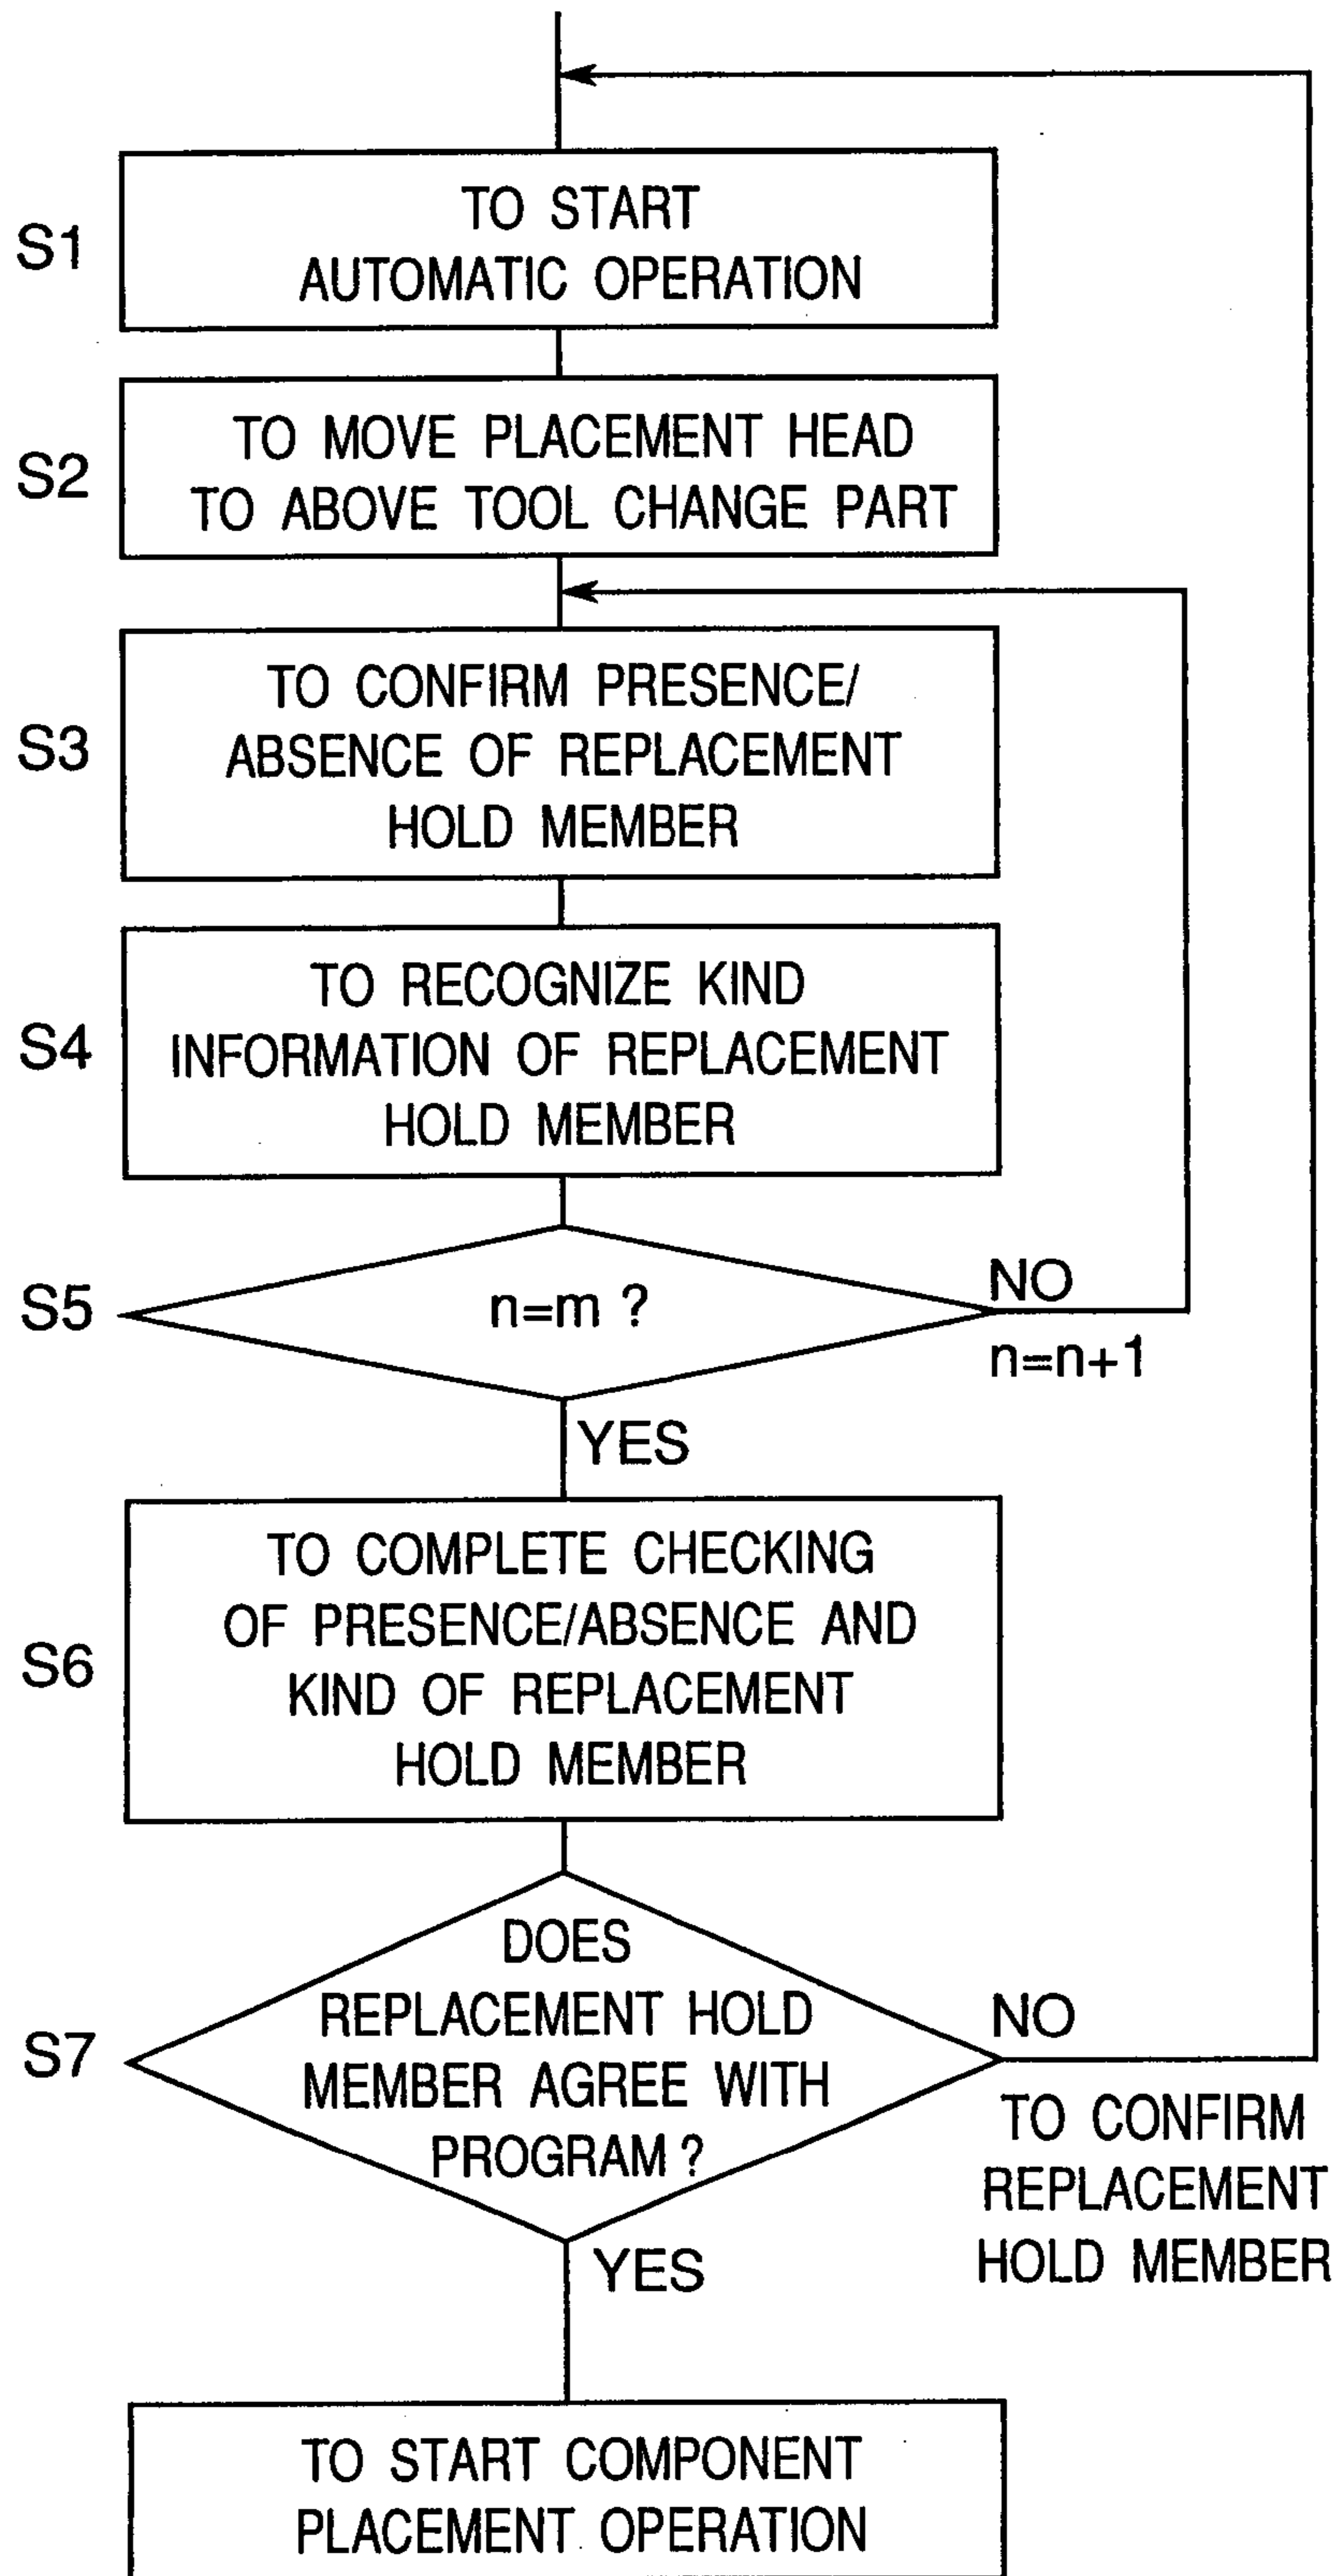 S1
TO START
AUTOMATIC OPERATION
S2
TO MOVE PLACEMENT HEAD
TO ABOVE TOOL CHANGE PART
S3
TO CONFIRM PRESENCE/
ABSENCE OF REPLACEMENT
HOLD MEMBER
S4
TO RECOGNIZE KIND
INFORMATION OF REPLACEMENT
HOLD MEMBER
S5
n=m ?
NO
n=n+1
YES
S6
TO COMPLETE CHECKING
OF PRESENCE/ABSENCE AND
KIND OF REPLACEMENT
HOLD MEMBER
S7
DOES
REPLACEMENT HOLD
MEMBER AGREE WITH
PROGRAM ?
NO
TO CONFIRM
REPLACEMENT
HOLD MEMBER
YES
TO START COMPONENT
PLACEMENT OPERATION